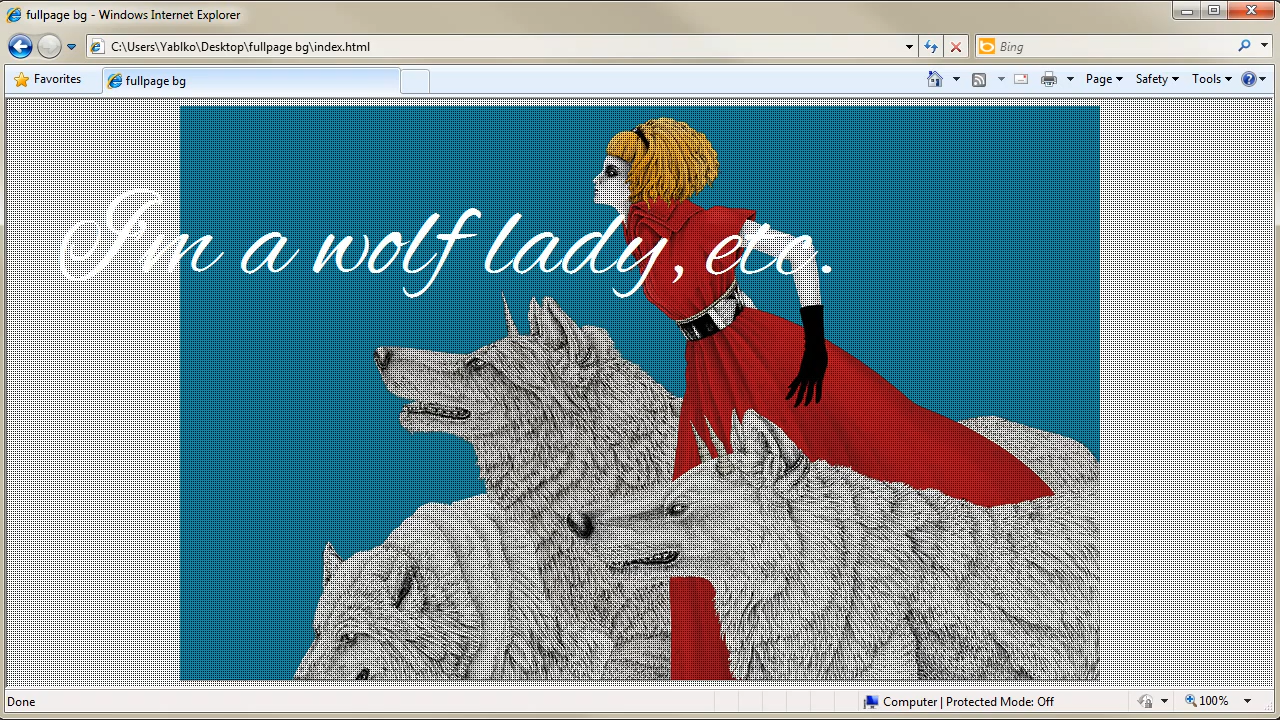 fullpage bg - Windows Internet Explorer
C:\Users\Yablko\Desktop\fullpage bg\index.html
Bing
Favorites
fullpage bg
Page
Safety
Tools
I'm a wolf lady, etc.
Done
Computer | Protected Mode: Off
100%